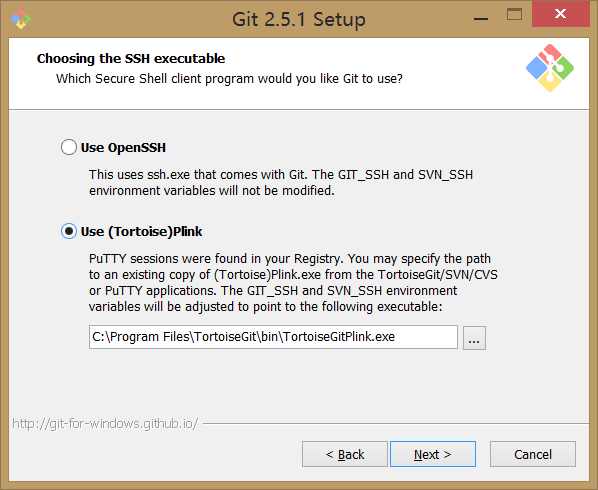 Git 2.5.1 Setup
Choosing the SSH executable
Which Secure Shell client program would you like Git to use?
Use OpenSSH
This uses ssh.exe that comes with Git. The GIT_SSH and SVN_SSH
environment variables will not be modified.
Use (Tortoise)Plink
PuTTY sessions were found in your Registry. You may specify the path
to an existing copy of (Tortoise)Plink.exe from the TortoiseGit/SVN/CVS
or PuTTY applications. The GIT_SSH and SVN_SSH environment
variables will be adjusted to point to the following executable:
C:\Program Files\TortoiseGit\bin\TortoiseGitPlink.exe
...
http://git-for-windows.github.io/
< Back
Next >
Cancel